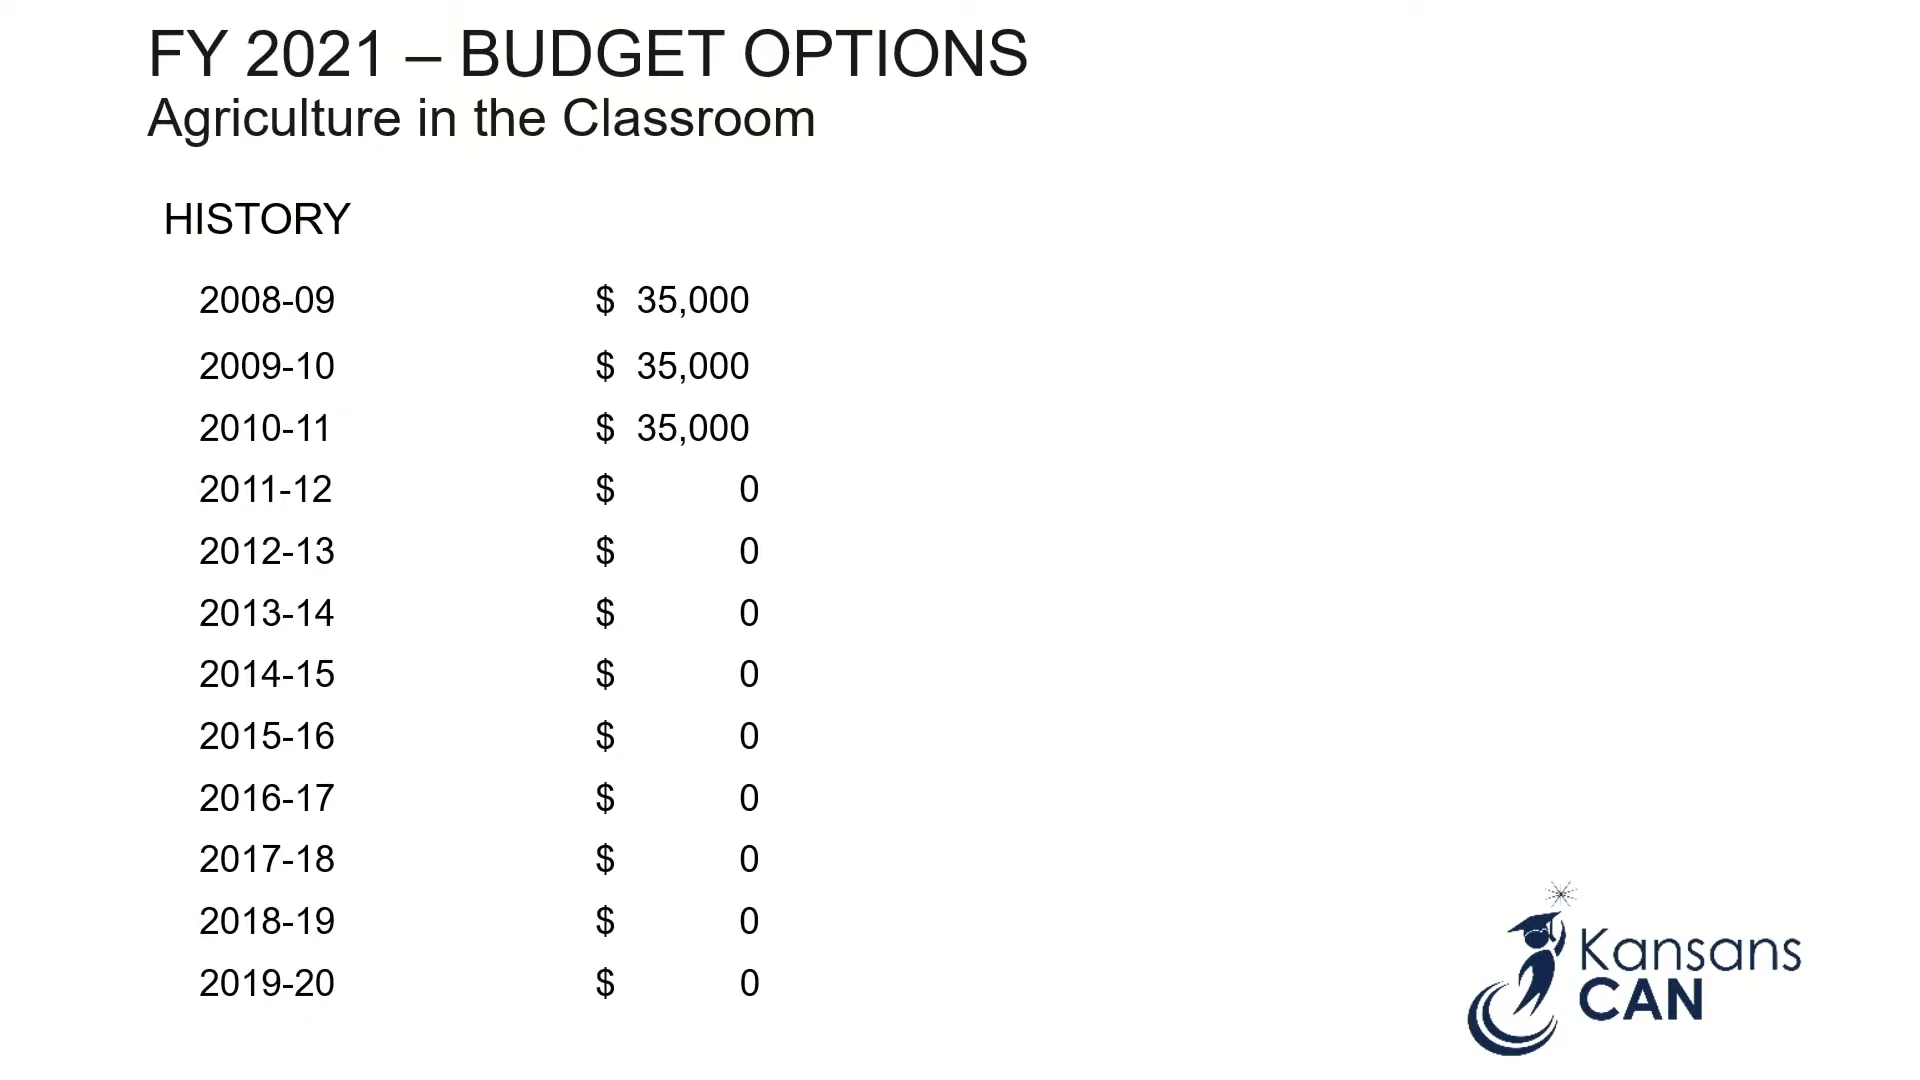 FY 2021 – BUDGET OPTIONS
Agriculture in the Classroom
HISTORY
2008-09 $ 35,000
2009-10 $ 35,000
2010-11 $ 35,000
2011-12 $ 0
2012-13 $ 0
2013-14 $ 0
2014-15 $ 0
2015-16 $ 0
2016-17 $ 0
2017-18 $ 0
2018-19 $ 0
2019-20 $ 0
Kansans
CAN